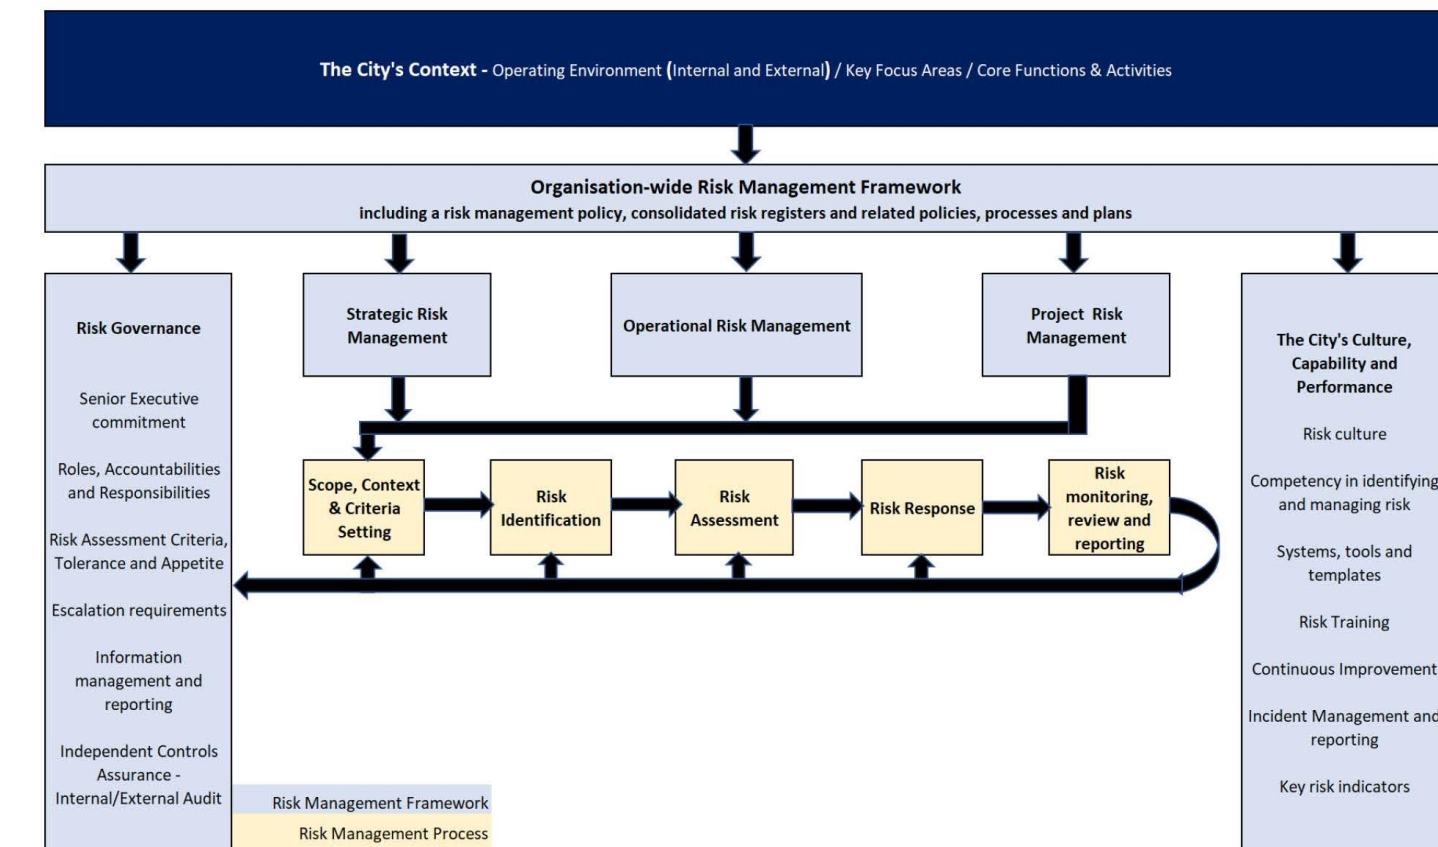 The City's Context - Operating Environment (Internal and External) / Key Focus Areas / Core Functions & Activities
Organisation-wide Risk Management Framework
including a risk management policy, consolidated risk registers and related policies, processes and plans
Risk Governance
Senior Executive
commitment
Roles, Accountabilities
and Responsibilities
Risk Assessment Criteria,
Tolerance and Appetite
Escalation requirements
Information
management and
reporting
Independent Controls
Assurance -
Internal/External Audit
Strategic Risk
Management
Operational Risk Management
Project Risk
Management
Scope, Context
& Criteria
Setting
Risk
Identification
Risk
Assessment
Risk Response
Risk
monitoring,
review and
reporting
The City's Culture,
Capability and
Performance
Risk culture
Competency in identifying
and managing risk
Systems, tools and
templates
Risk Training
Continuous Improvement
Incident Management and
reporting
Key risk indicators
Risk Management Framework
Risk Management Process